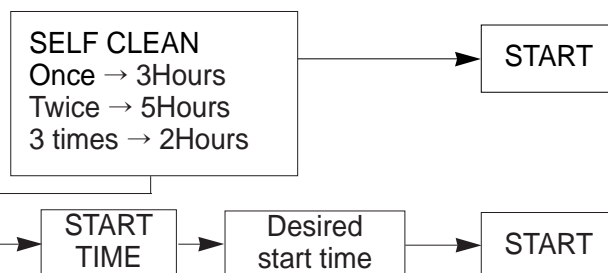 SELF CLEAN
Once → 3Hours
Twice → 5Hours
3 times → 2Hours
START
START
TIME
Desired
start time
START